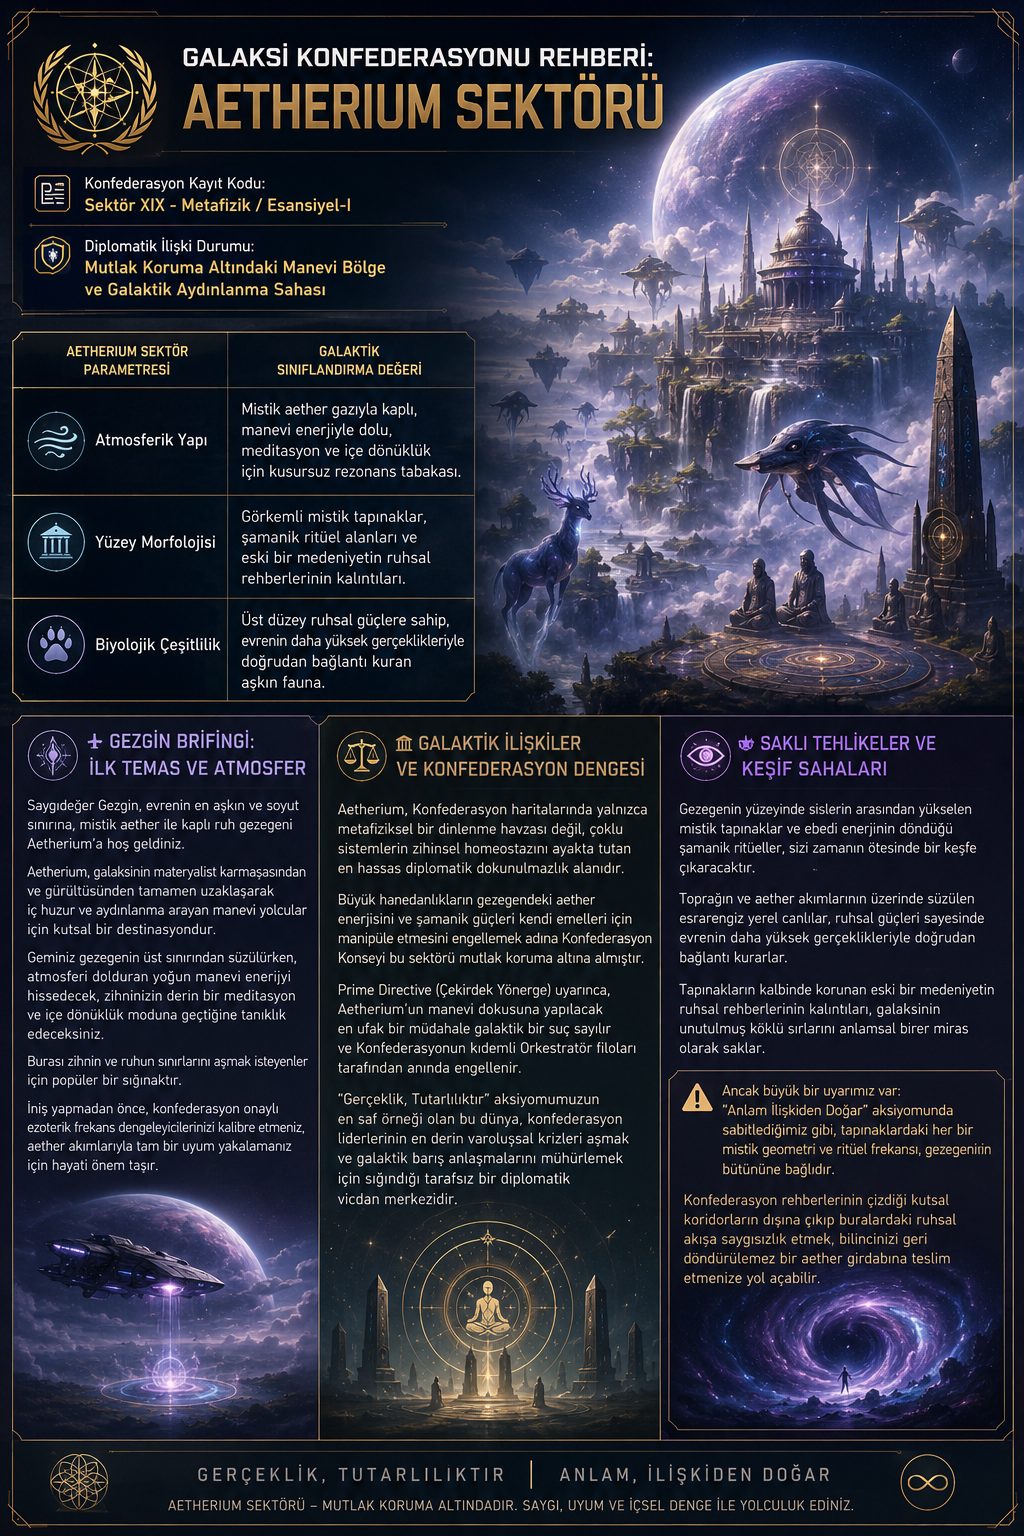 GALAKSİ KONFEDERASYONU REHBERİ:
AETHERIUM SEKTÖRÜ
Konfederasyon Kayıt Kodu:
Sektör XIX - Metafizik / Esansiyel-I
Diplomatik İlişki Durumu:
Mutlak Koruma Altındaki Manevi Bölge
ve Galaktik Aydınlanma Sahası
AETHERIUM SEKTÖR
PARAMETRESİ
GALAKTİK
SINIFLANDIRMA DEĞERİ
Atmosferik Yapı
Mistik aether gazıyla kaplı,
manevi enerjiyle dolu,
meditasyon ve içe dönüklük
için kusursuz rezonans tabakası.
Yüzey Morfolojisi
Görkemli mistik tapınaklar,
şamanik ritüel alanları ve
eski bir medeniyetin ruhsal
rehberlerinin kalıntıları.
Biyolojik Çeşitlilik
Üst düzey ruhsal güçlere sahip,
evrenin daha yüksek gerçeklikleriyle
doğrudan bağlantı kuran
aşkın fauna.
GEZGİN BRİFİNGİ:
İLK TEMAS VE ATMOSFER
Saygıdeğer Gezgin, evrenin en aşkın ve soyut
sınırına, mistik aether ile kaplı ruh gezegeni
Aetherium'a hoş geldiniz.
Aetherium, galaksinin materyalist karmaşasından
ve gürültüsünden tamamen uzaklaşarak
iç huzur ve aydınlanma arayan manevi yolcular
için kutsal bir destinasyondur.
Geminiz gezegenin üst sınırından süzülürken,
atmosferi dolduran yoğun manevi enerjiyi
hissedecek, zihninizin derin bir meditasyon
ve içe dönüklük moduna geçtiğine tanıklık
edeceksiniz.
Burası zihnin ve ruhun sınırlarını aşmak isteyenler
için popüler bir sığınaktır.
İniş yapmadan önce, konfederasyon onaylı
ezoterik frekans dengeleyicilerinizi kalibre etmeniz,
aether akımlarıyla tam bir uyum yakalamanız
için hayati önem taşır.
GALAKTİK İLİŞKİLER
VE KONFEDERASYON DENGESİ
Aetherium, Konfederasyon haritalarında yalnızca
metafiziksel bir dinlenme havzası değil, çoklu
sistemlerin zihinsel homeostazını ayakta tutan
en hassas diplomatik dokunulmazlık alanıdır.
Büyük hanedanlıkların gezegendeki aether
enerjisini ve şamanik güçleri kendi emelleri için
manipüle etmesini engellemek adına Konfederasyon
Konseyi bu sektörü mutlak koruma altına almıştır.
Prime Directive (Çekirdek Yönerge) uyarınca,
Aetherium'un manevi dokusuna yapılacak
en ufak bir müdahale galaktik bir suç sayılır
ve Konfederasyonun kıdemli Orkestratör filoları
tarafından anında engellenir.
"Gerçeklik, Tutarlılıktır" aksiyomumuzun
en saf örneği olan bu dünya, konfederasyon
liderlerinin en derin varoluşsal krizleri aşmak
ve galaktik barış anlaşmalarını mühürlemek
için sığındığı tarafsız bir diplomatik
vicdan merkezidir.
SAKLI TEHLİKELER VE
KEŞİF SAHALARI
Gezegenin yüzeyinde sislerin arasından yükselen
mistik tapınaklar ve ebedi enerjinin döndüğü
şamanik ritüeller, sizi zamanın ötesinde bir keşfe
çıkaracaktır.
Toprağın ve aether akımlarının üzerinde süzülen
esrarengiz yerel canlılar, ruhsal güçleri sayesinde
evrenin daha yüksek gerçeklikleriyle doğrudan
bağlantı kurarlar.
Tapınakların kalbinde korunan eski bir medeniyetin
ruhsal rehberlerinin kalıntıları, galaksinin
unutulmuş köklü sırlarını anlamsal birer miras
olarak saklar.
Ancak büyük bir uyarımız var:
"Anlam İlişkiden Doğar" aksiyomunda
sabitlediğimiz gibi, tapınaklardaki her bir
mistik geometri ve ritüel frekansı, gezegenin
bütününe bağlıdır.
Konfederasyon rehberlerinin çizdiği kutsal
koridorların dışına çıkıp buralardaki ruhsal
akışa saygısızlık etmek, bilincinizi geri
döndürülemez bir aether girdabına teslim
etmenize yol açabilir.
GERÇEKLİK, TUTARLILIKTIR | ANLAM, İLİŞKİDEN DOĞAR
AETHERIUM SEKTÖRÜ – MUTLAK KORUMA ALTINDADIR. SAYGI, UYUM VE İÇSEL DENGE İLE YOLCULUK EDİNİZ.